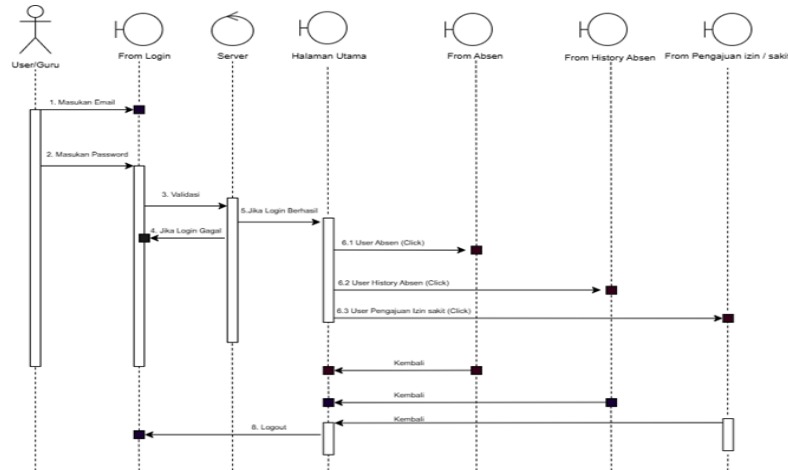 User/Guru
From Login
Server
Halaman Utama
From Absen
From History Absen
From Pengajuan izin / sakit
1. Masukan Email
2. Masukan Password
3. Validasi
5.Jika Login Berhasil
4. Jika Login Gagal
6.1 User Absen (Click)
6.2 User History Absen (Click)
6.3 User Pengajuan Izin sakit (Click)
Kembali
Kembali
Kembali
8. Logout